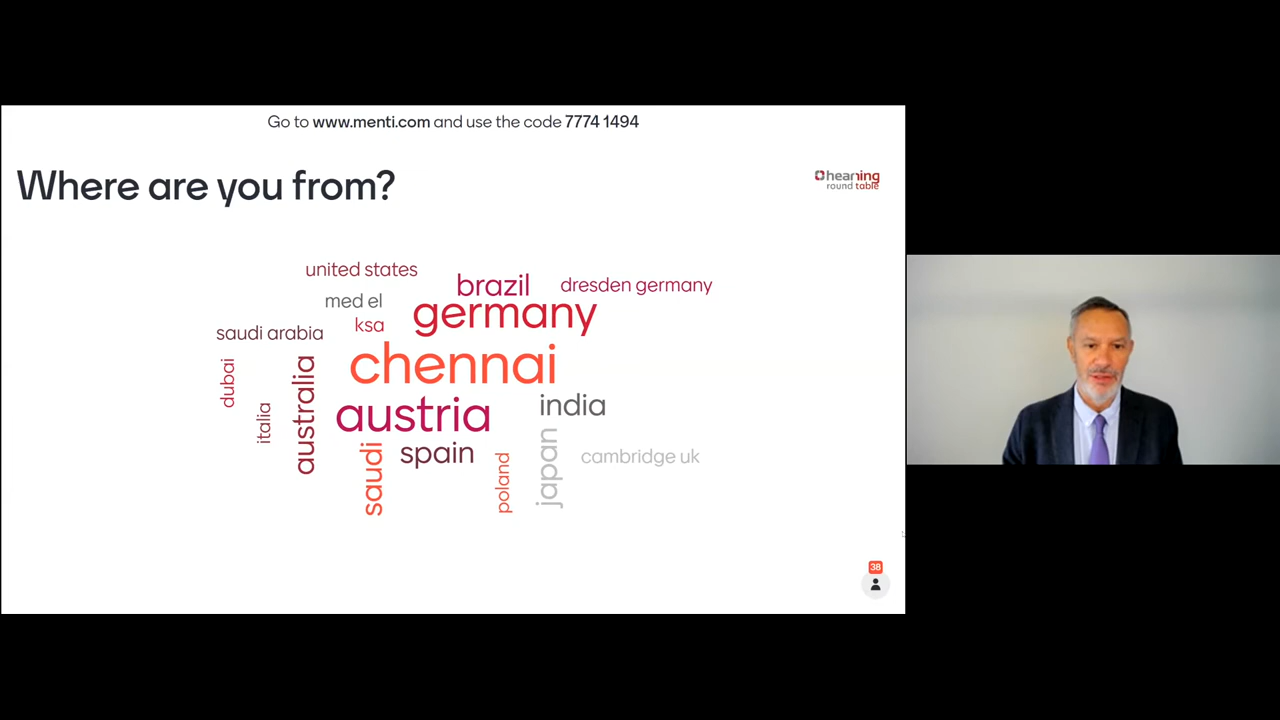 Go to www.menti.com and use the code 7774 1494
Where are you from?
hearring
round table
united states
brazil
dresden germany
med el
germany
saudi arabia
ksa
chennai
dubai
italia
australia
austria
india
saudi
spain
poland
japan
cambridge uk
38